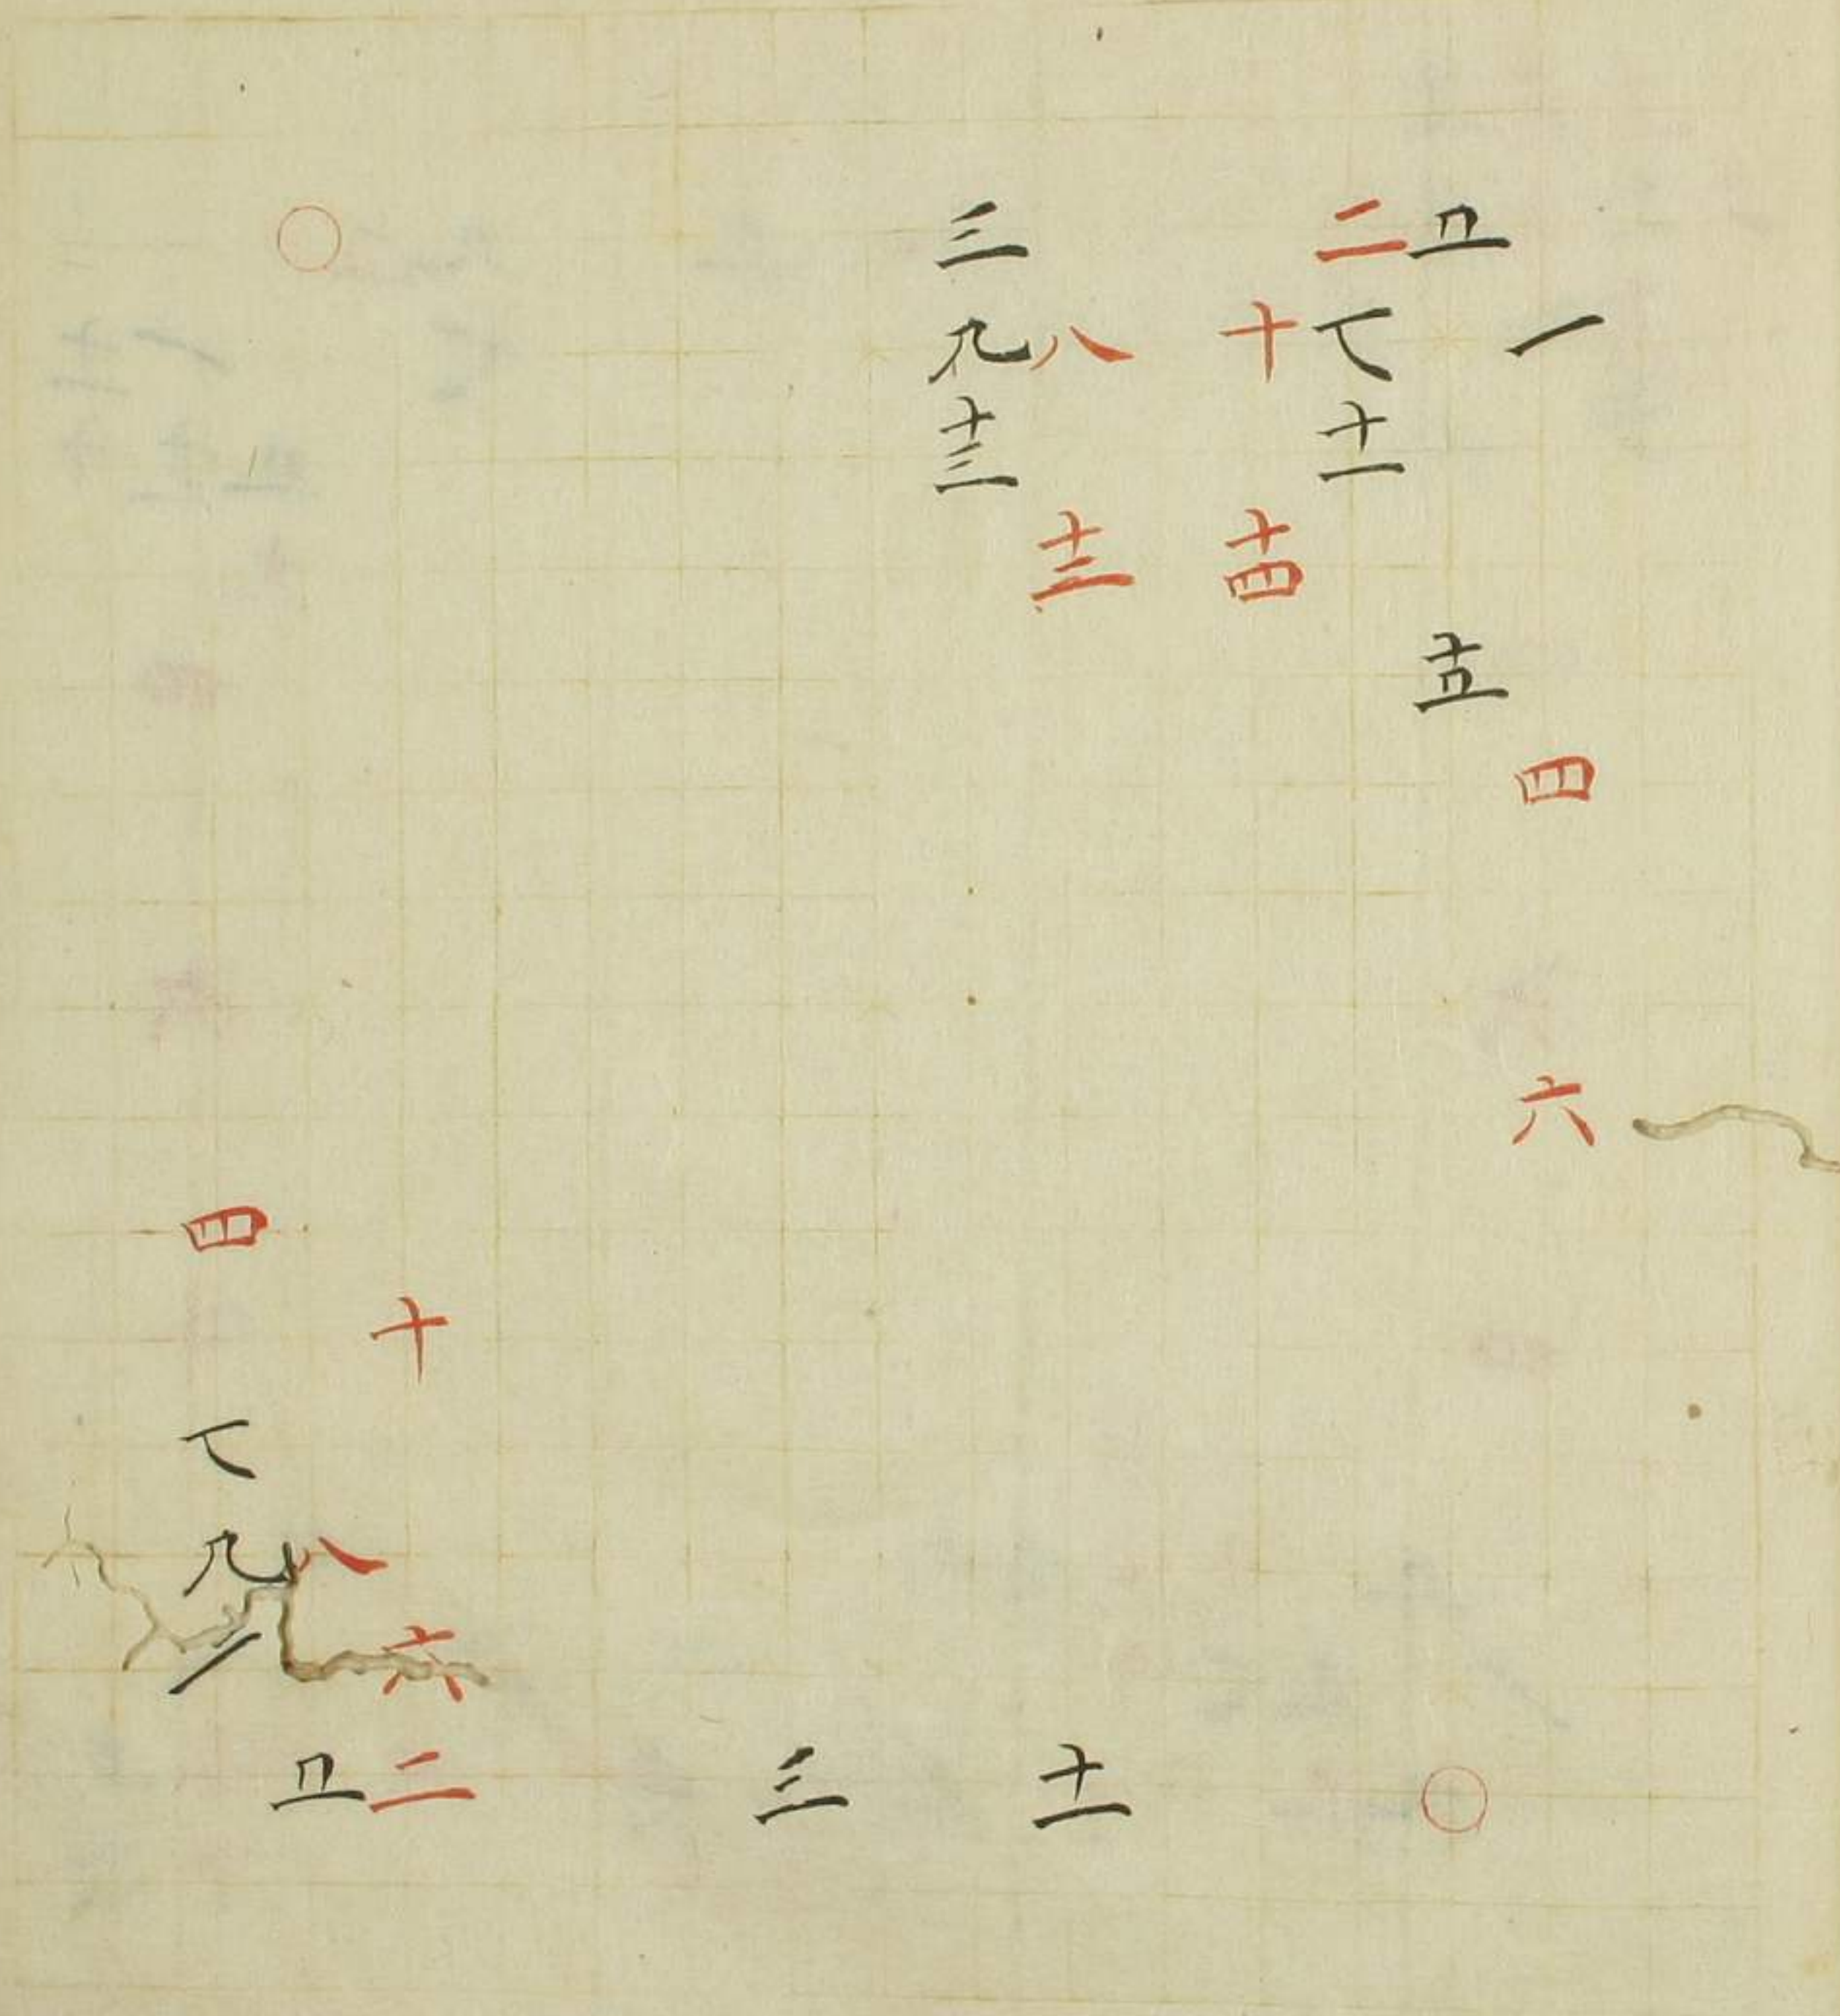 一 四 六
五 十五
二 七 十一
十 十四
八 十二 十一
三 九 十三
三
十 六 二
八 五
四 七 九 一